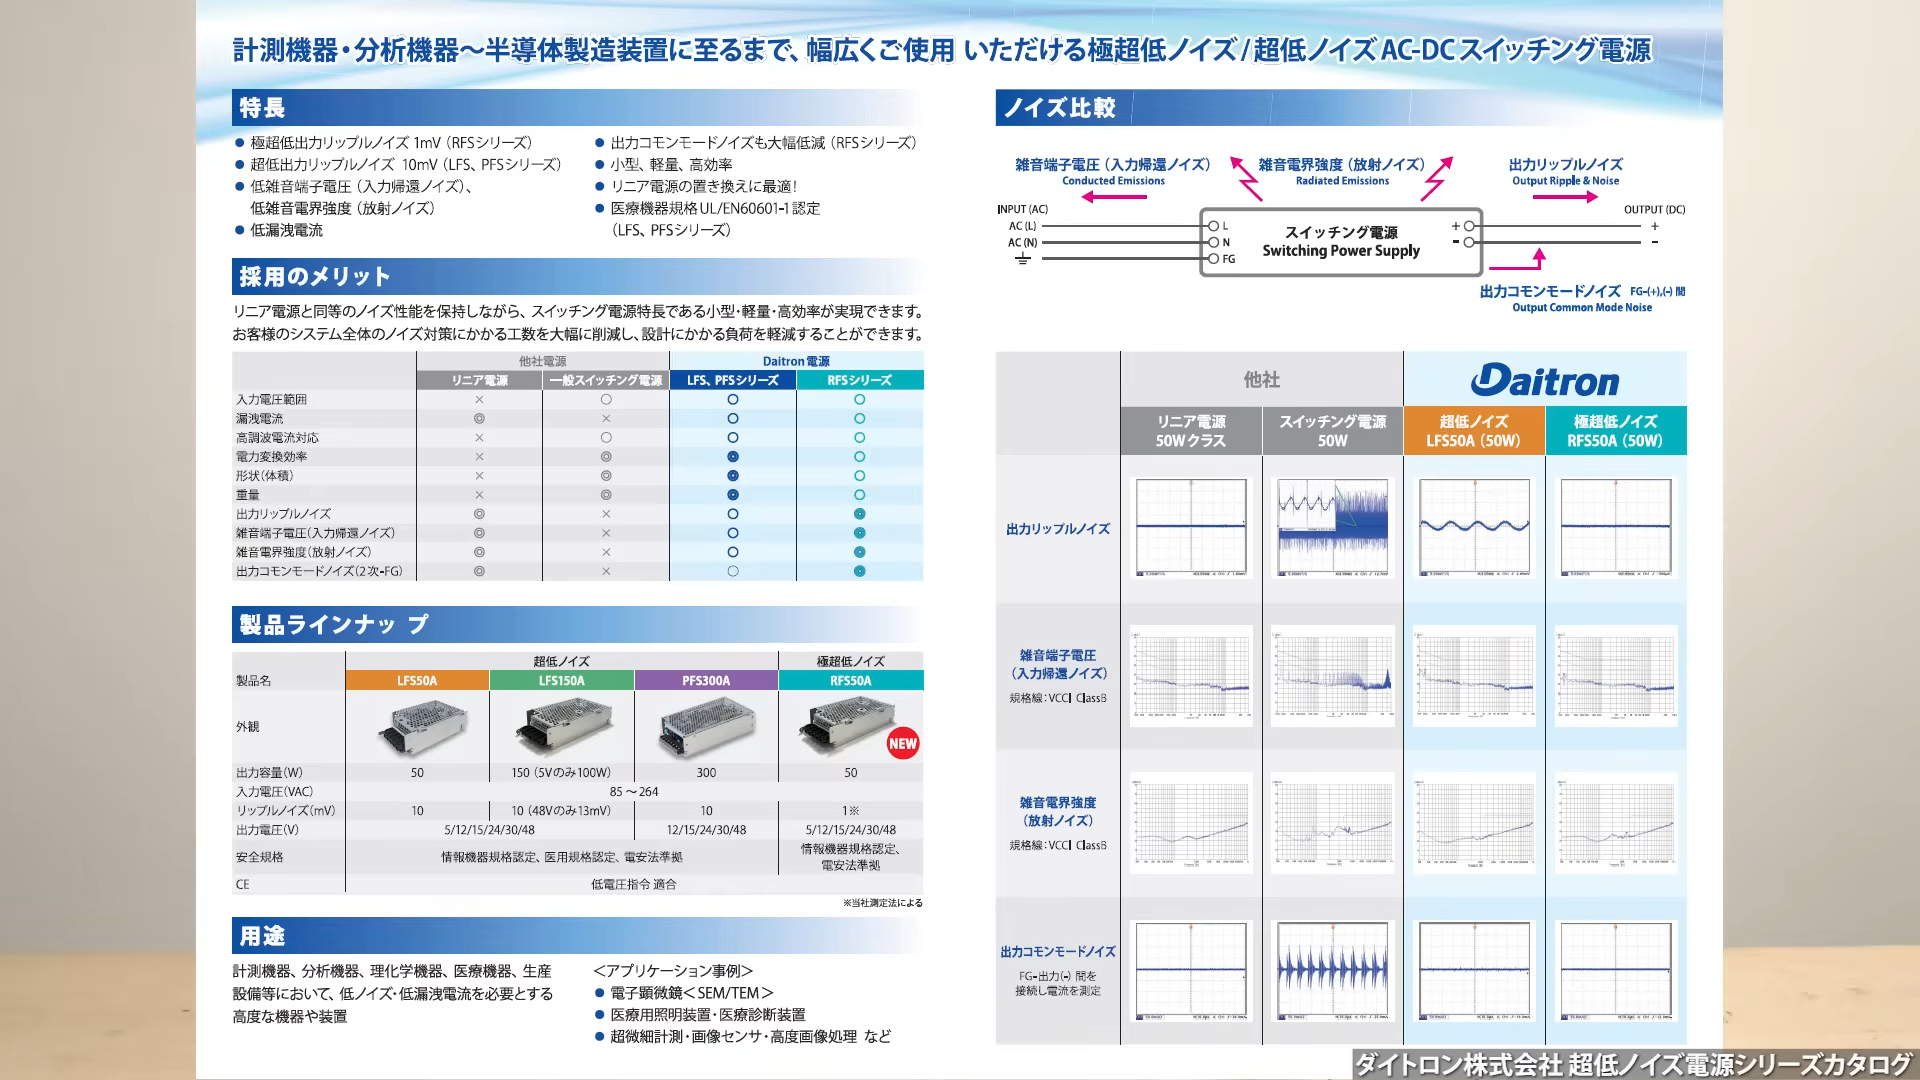 計測機器・分析機器～半導体製造装置に至るまで、幅広くご使用 いただける極超低ノイズ/超低ノイズAC-DCスイッチング電源
特長
● 極超低出力リップルノイズ 1mV（RFSシリーズ）
● 超低出力リップルノイズ 10mV（LFS、PFSシリーズ）
● 低雑音端子電圧（入力帰還ノイズ）、
低雑音電界強度（放射ノイズ）
● 低漏洩電流
● 出力コモンモードノイズも大幅低減（RFSシリーズ）
● 小型、軽量、高効率
● リニア電源の置き換えに最適！
● 医療機器規格UL/EN60601-1認定
（LFS、PFSシリーズ）
採用のメリット
リニア電源と同等のノイズ性能を保持しながら、スイッチング電源特長である小型・軽量・高効率が実現できます。
お客様のシステム全体のノイズ対策にかかる工数を大幅に削減し、設計にかかる負荷を軽減することができます。
他社電源 Daitron電源
リニア電源 一般スイッチング電源 LFS、PFSシリーズ RFSシリーズ
入力電圧範囲 × ○ ○ ○
漏洩電流 ◎ × ○ ○
高調波電流対応 × ○ ○ ○
電力変換効率 × ◎ ◎ ○
形状（体積） × ◎ ◎ ○
重量 × ◎ ◎ ○
出力リップルノイズ ◎ × ○ ◎
雑音端子電圧（入力帰還ノイズ） ◎ × ○ ◎
雑音電界強度（放射ノイズ） ◎ × ○ ◎
出力コモンモードノイズ（2次-FG） ◎ × ○ ◎
製品ラインナップ
超低ノイズ 極超低ノイズ
製品名 LFS50A LFS150A PFS300A RFS50A
外観 NEW
出力容量（W） 50 150（5Vのみ100W） 300 50
入力電圧（VAC） 85～264
リップルノイズ（mV） 10 10（48Vのみ13mV） 10 1※
出力電圧（V） 5/12/15/24/30/48 12/15/24/30/48 5/12/15/24/30/48
安全規格 情報機器規格認定、医用規格認定、電安法準拠 情報機器規格認定、
電安法準拠
CE 低電圧指令 適合
※当社測定法による
用途
計測機器、分析機器、理化学機器、医療機器、生産
設備等において、低ノイズ・低漏洩電流を必要とする
高度な機器や装置
＜アプリケーション事例＞
● 電子顕微鏡＜SEM/TEM＞
● 医療用照明装置・医療診断装置
● 超微細計測・画像センサ・高度画像処理 など
ノイズ比較
雑音端子電圧（入力帰還ノイズ） 雑音電界強度（放射ノイズ） 出力リップルノイズ
Conducted Emissions Radiated Emissions Output Ripple & Noise
INPUT (AC) OUTPUT (DC)
AC (L) L スイッチング電源 + +
AC (N) N Switching Power Supply - -
FG
出力コモンモードノイズ FG-(+),(-) 間
Output Common Mode Noise
他社 Daitron
リニア電源 スイッチング電源 超低ノイズ 極超低ノイズ
50Wクラス 50W LFS50A（50W） RFS50A（50W）
出力リップルノイズ
雑音端子電圧
（入力帰還ノイズ）
規格線：VCCI ClassB
雑音電界強度
（放射ノイズ）
規格線：VCCI ClassB
出力コモンモードノイズ
FG-出力(-) 間を
接続し電流を測定
ダイトロン株式会社 超低ノイズ電源シリーズカタログ